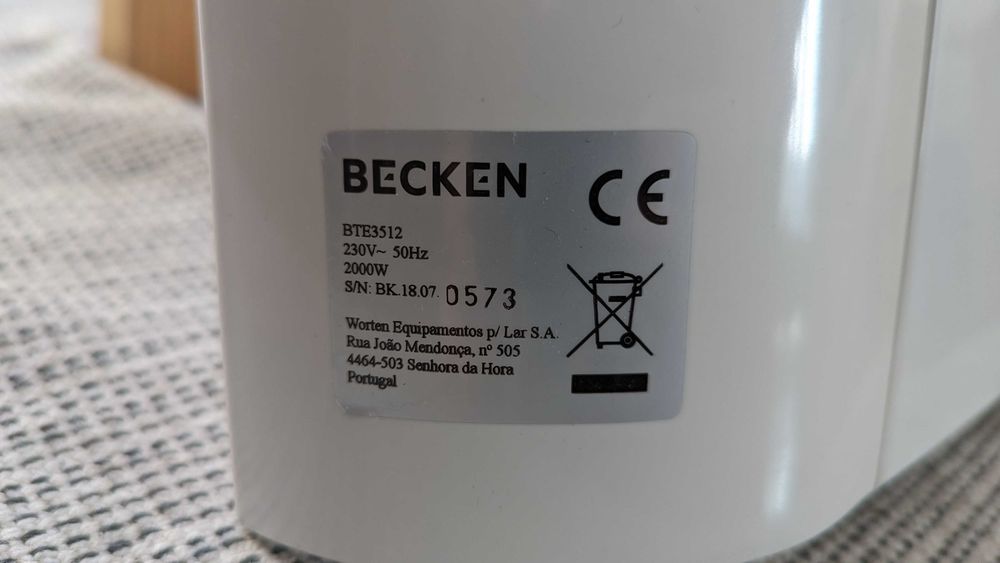 BECKEN
CE
BTE3512
230V~ 50Hz
2000W
S/N: BK.18.07. 0573
Worten Equipamentos p/ Lar S.A.
Rua João Mendonça, nº 505
4464-503 Senhora da Hora
Portugal